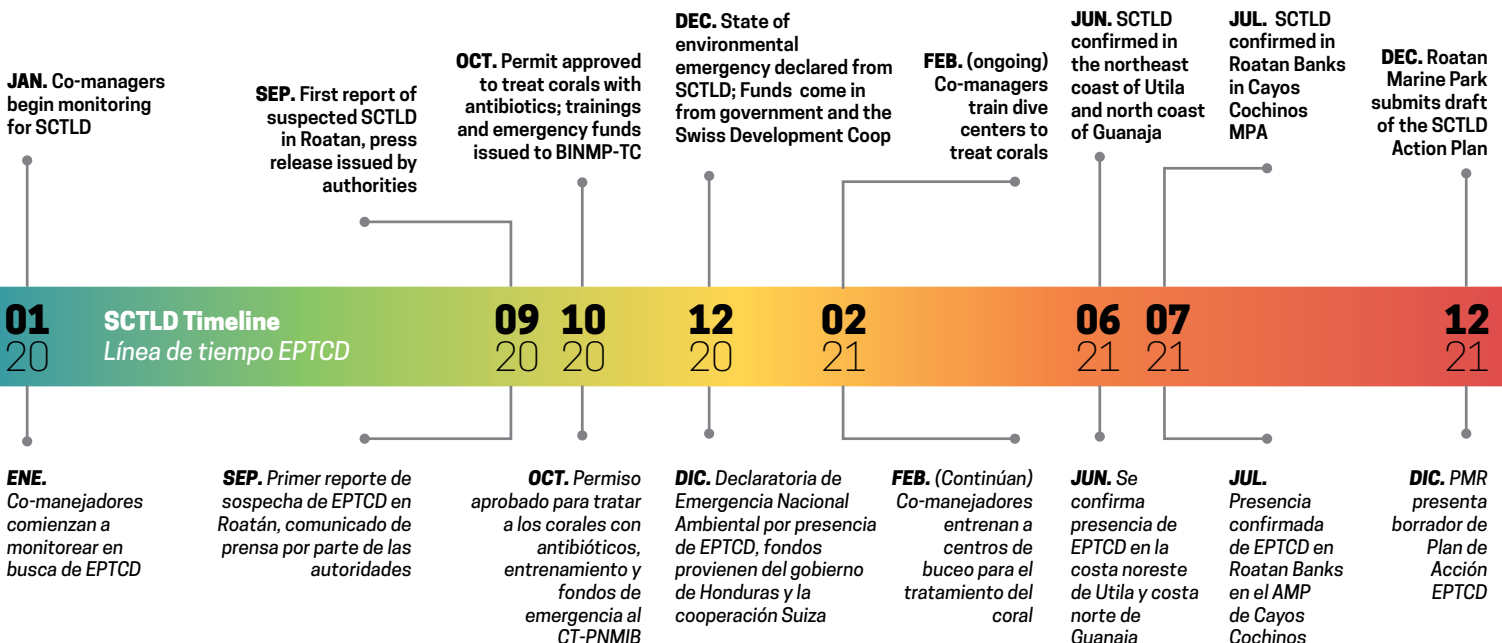 JAN. Co-managers
begin monitoring
for SCTLD
SEP. First report of
suspected SCTLD
in Roatan, press
release issued by
authorities
OCT. Permit approved
to treat corals with
antibiotics; trainings
and emergency funds
issued to BINMP-TC
DEC. State of
environmental
emergency declared from
SCTLD; Funds come in
from government and the
Swiss Development Coop
FEB. (ongoing)
Co-managers
train dive
centers to
treat corals
JUN. SCTLD
confirmed in
the northeast
coast of Utila
and north coast
of Guanaja
JUL. SCTLD
confirmed in
Roatan Banks
in Cayos
Cochinos
MPA
DEC. Roatan
Marine Park
submits draft
of the SCTLD
Action Plan
01
20
SCTLD Timeline
Línea de tiempo EPTCD
09
20
10
20
12
20
02
21
06
21
07
21
12
21
ENE.
Co-manejadores
comienzan a
monitorear en
busca de EPTCD
SEP. Primer reporte de
sospecha de EPTCD en
Roatán, comunicado de
prensa por parte de las
autoridades
OCT. Permiso
aprobado para tratar
a los corales con
antibióticos,
entrenamiento y
fondos de
emergencia al
CT-PNMIB
DIC. Declaratoria de
Emergencia Nacional
Ambiental por presencia
de EPTCD, fondos
provienen del gobierno
de Honduras y la
cooperación Suiza
FEB. (Continúan)
Co-manejadores
entrenan a
centros de
buceo para el
tratamiento del
coral
JUN. Se
confirma
presencia de
EPTCD en la
costa noreste
de Utila y costa
norte de
Guanaja
JUL.
Presencia
confirmada
de EPTCD en
Roatan Banks
en el AMP
de Cayos
Cochinos
DIC. PMR
presenta
borrador de
Plan de
Acción
EPTCD